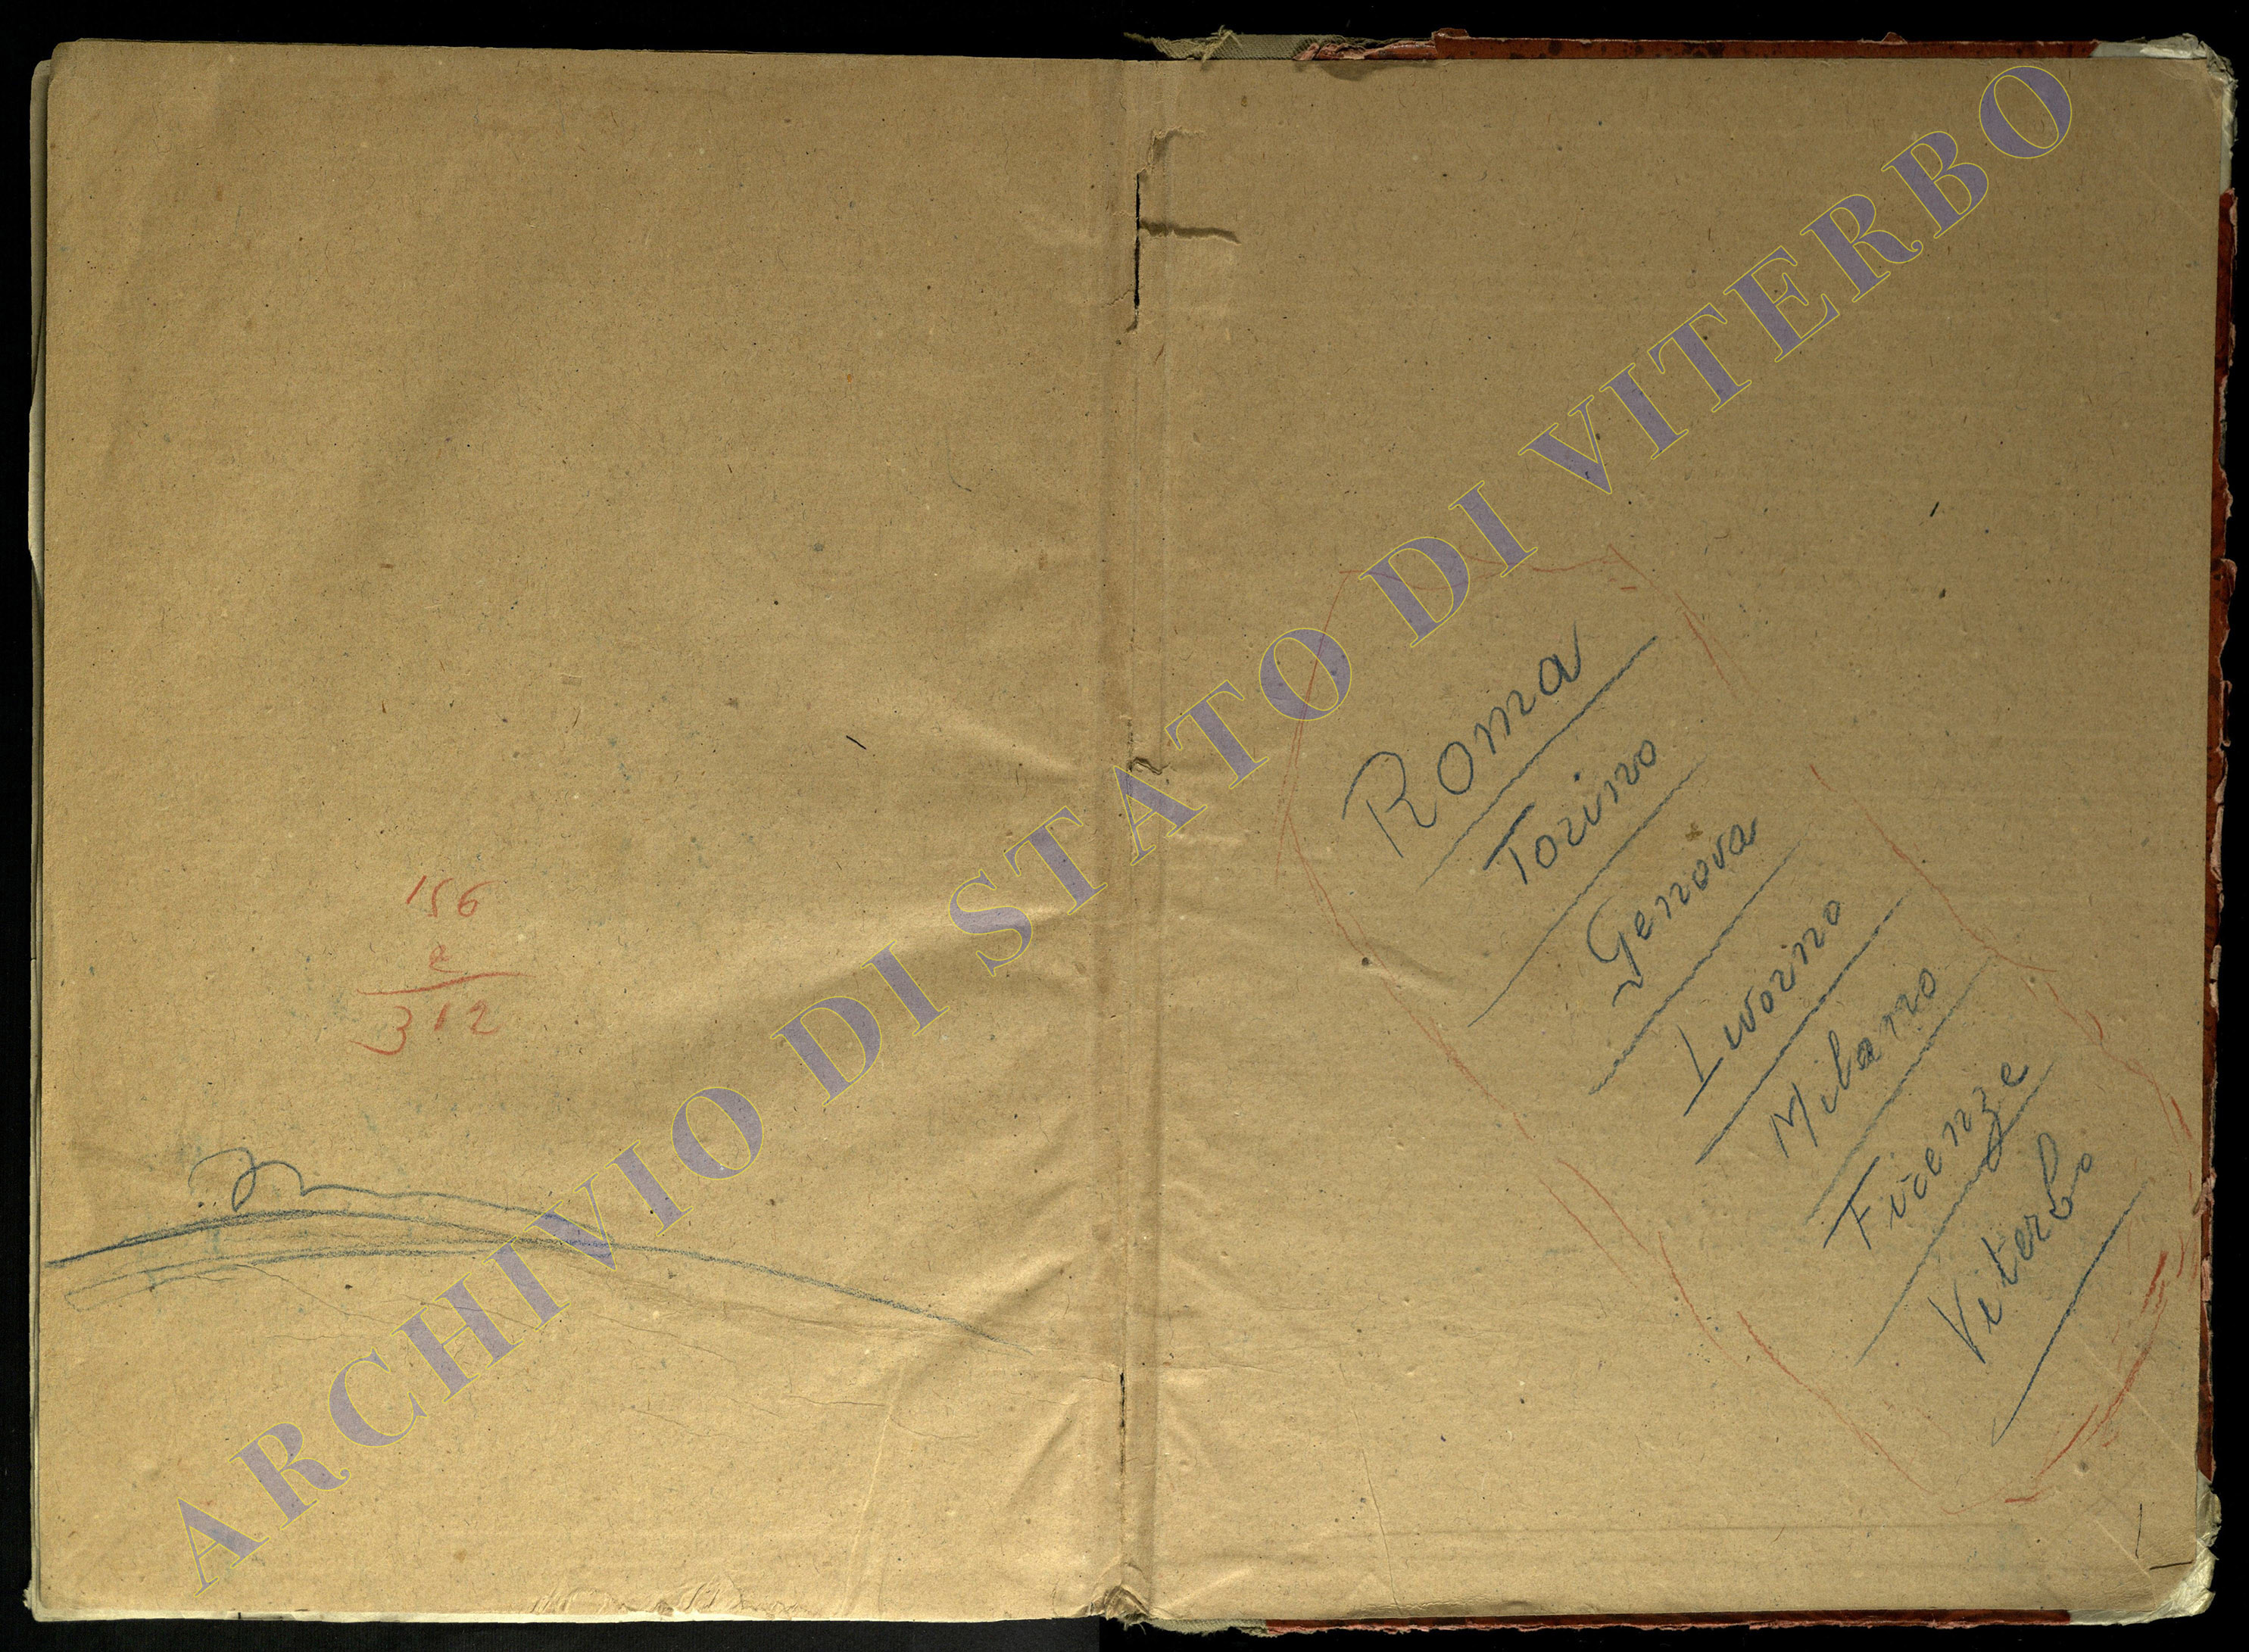 156
2
312
Roma
Torino
Genova
Livorno
Milano
Firenze
Viterbo
ARCHIVIO DI STATO DI VITERBO